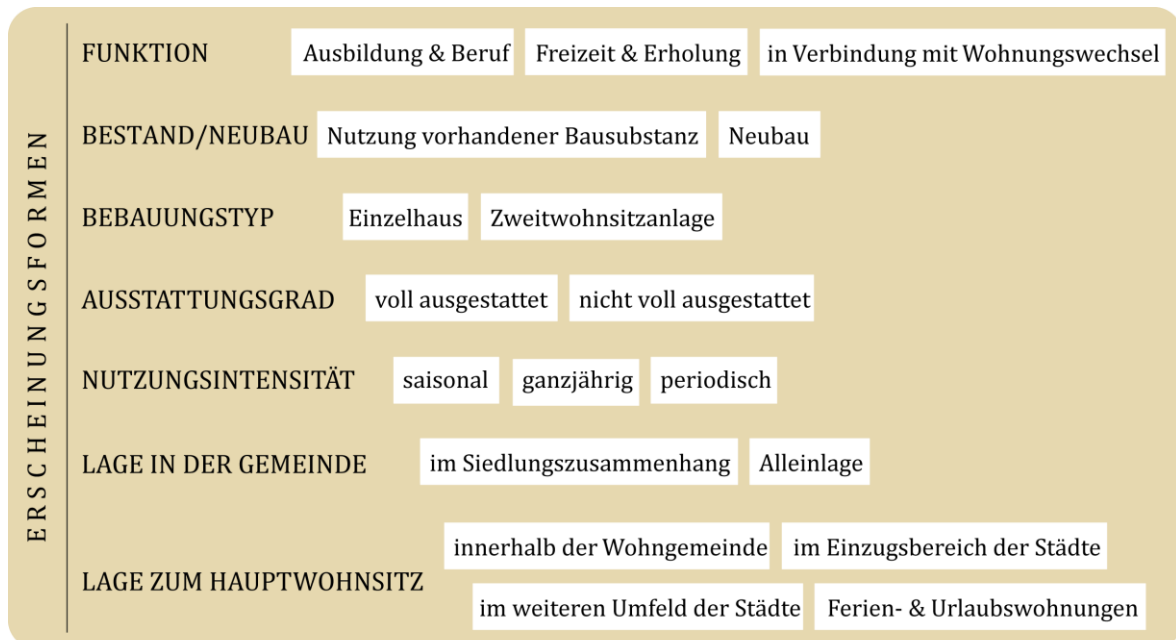 ERSCHEINUNGSFORMEN
FUNKTION Ausbildung & Beruf Freizeit & Erholung in Verbindung mit Wohnungswechsel
BESTAND/NEUBAU Nutzung vorhandener Bausubstanz Neubau
BEBAUUNGSTYP Einzelhaus Zweitwohnsitzanlage
AUSSTATTUNGSGRAD voll ausgestattet nicht voll ausgestattet
NUTZUNGSINTENSITÄT saisonal ganzjährig periodisch
LAGE IN DER GEMEINDE im Siedlungszusammenhang Alleinlage
LAGE ZUM HAUPTWOHNSITZ innerhalb der Wohngemeinde im Einzugsbereich der Städte
im weiteren Umfeld der Städte Ferien- & Urlaubswohnungen